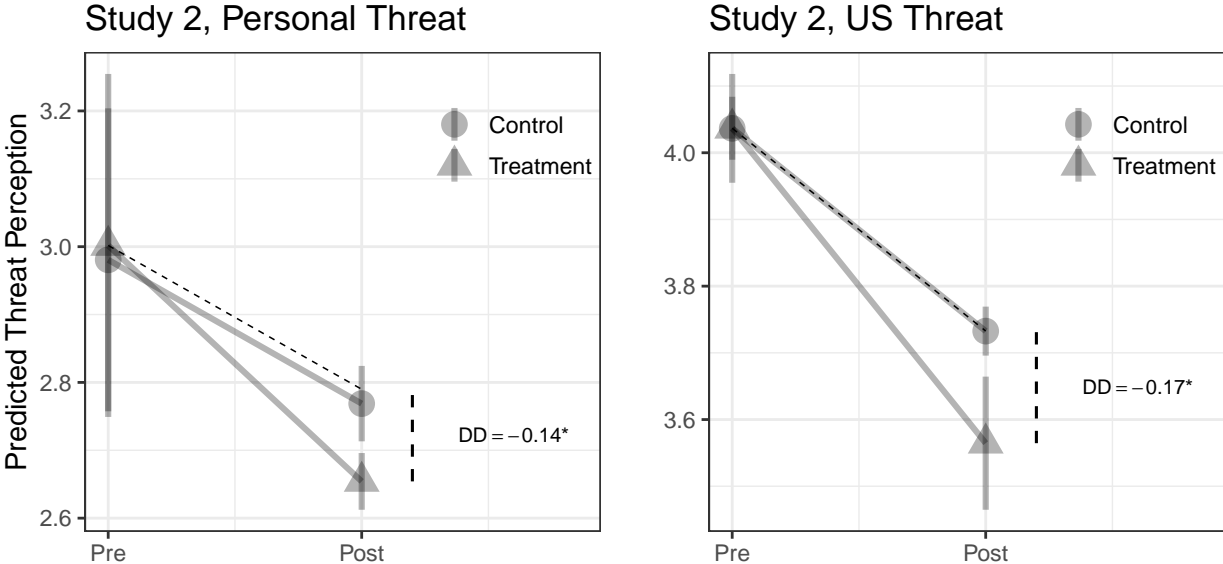 Study 2, Personal Threat
Predicted Threat Perception
3.2
3.0
2.8
2.6
Control
Treatment
DD = −0.14*
Pre
Post
Study 2, US Threat
4.0
3.8
3.6
Control
Treatment
DD = −0.17*
Pre
Post